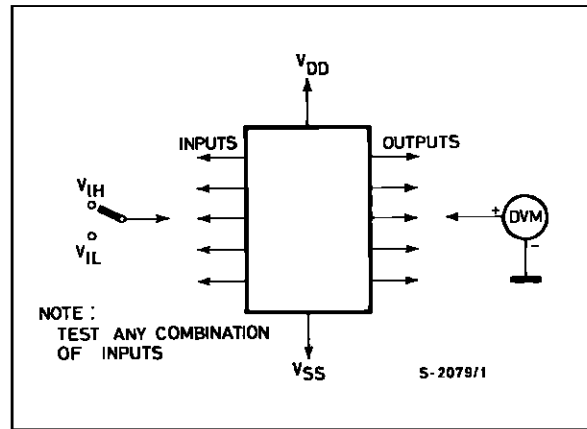 VDD
INPUTS
OUTPUTS
VIH
VIL
+
DVM
-
NOTE :
TEST ANY COMBINATION
OF INPUTS
VSS
S-2079/1